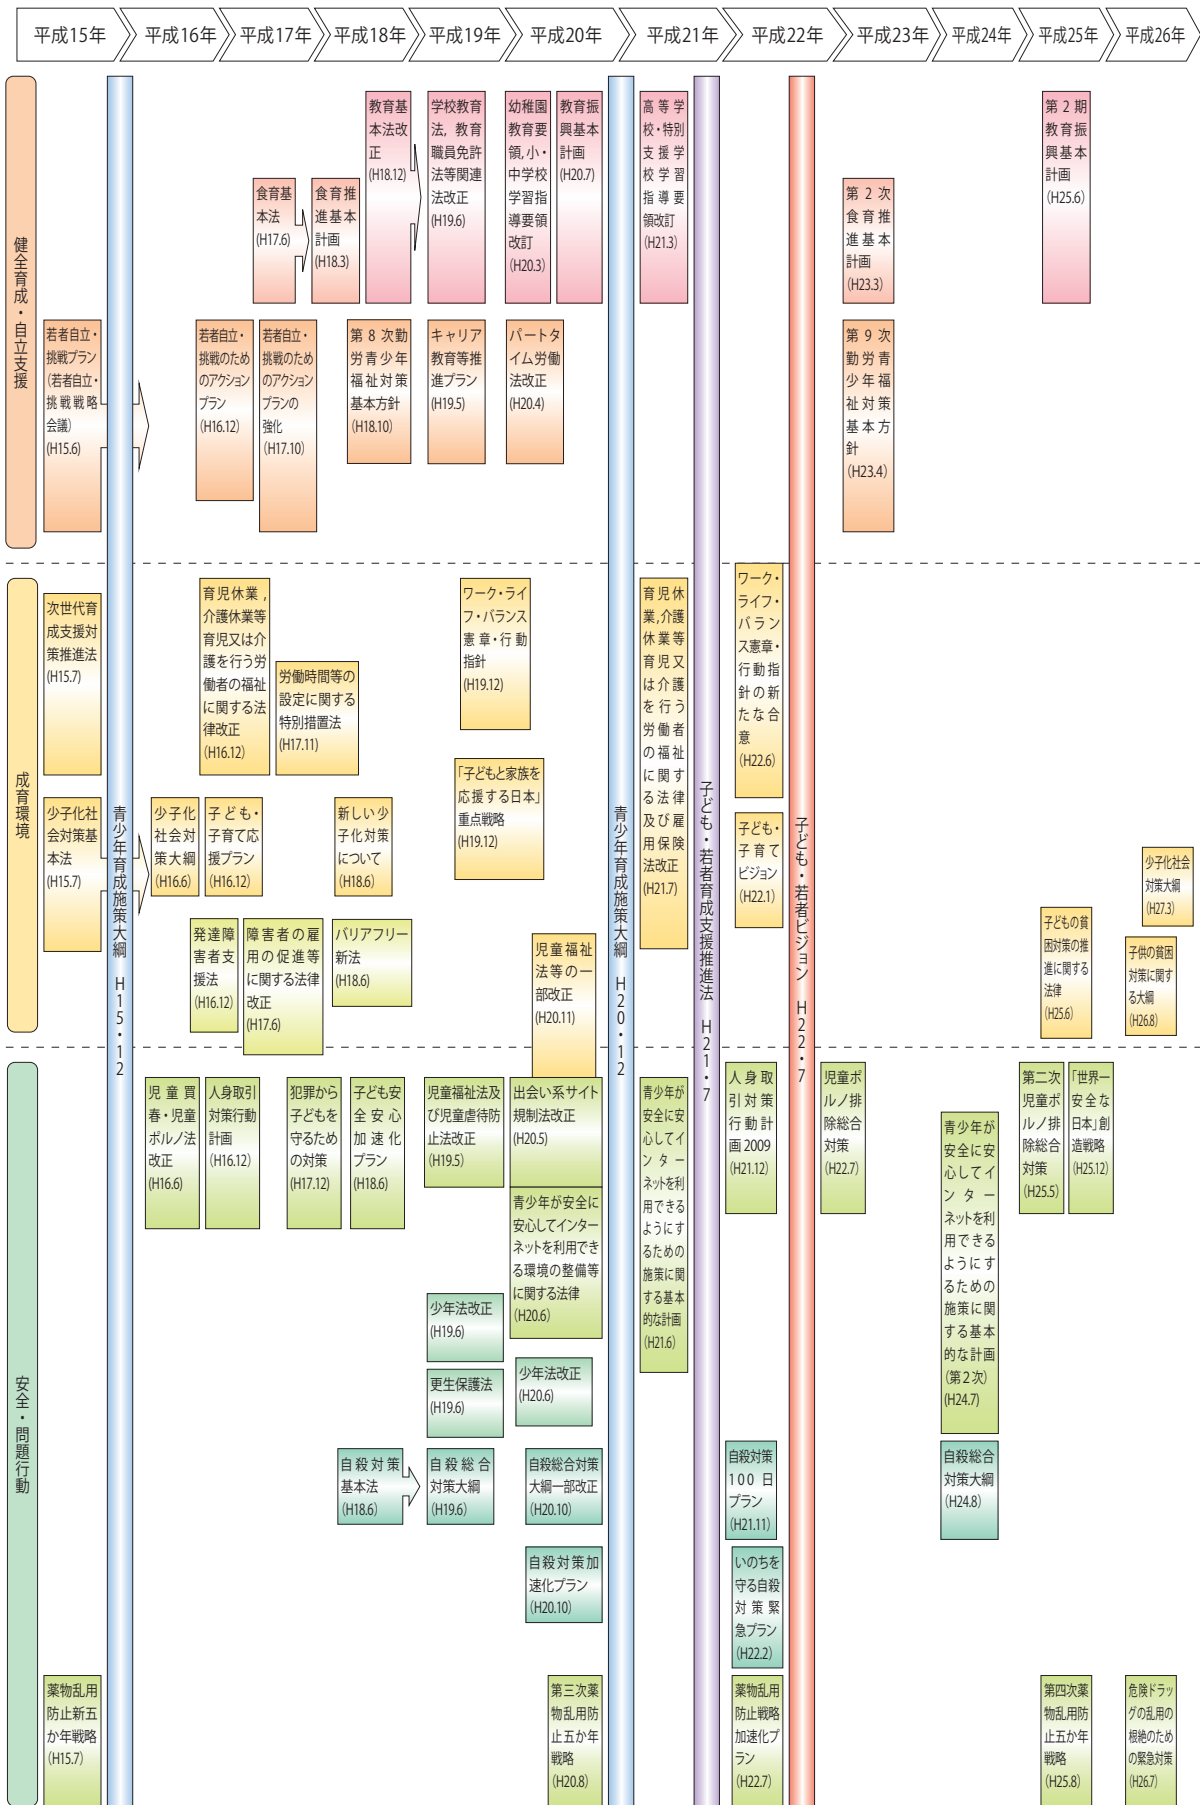 平成15年
平成16年
平成17年
平成18年
平成19年
平成20年
平成21年
平成22年
平成23年
平成24年
平成25年
平成26年
健全育成・自立支援
教育基
本法改
正
(H18.12)
学校教育
法，教育
職員免許
法等関連
法改正
(H19.6)
幼稚園
教育要
領,小・
中学校
学習指
導要領
改訂
(H20.3)
教育振
興基本
計画
(H20.7)
高等学
校・特別
支援学
校学習
指導要
領改訂
(H21.3)
第２期
教育振
興基本
計画
(H25.6)
食育基
本法
(H17.6)
食育推
進基本
計画
(H18.3)
第２次
食育推
進基本
計画
(H23.3)
若者自立・
挑戦プラン
(若者自立・
挑戦戦略
会議)
(H15.6)
若者自立・
挑戦のため
のアクション
プラン
(H16.12)
若者自立・
挑戦のため
のアクション
プランの
強化
(H17.10)
第８次勤
労青少年
福祉対策
基本方針
(H18.10)
キャリア
教育等推
進プラン
(H19.5)
パートタ
イム労働
法改正
(H20.4)
第９次
勤労青
少年福
祉対策
基本方
針
(H23.4)
成育環境
次世代育
成支援対
策推進法
(H15.7)
育児休業，
介護休業等
育児又は介
護を行う労
働者の福祉
に関する法
律改正
(H16.12)
労働時間等の
設定に関する
特別措置法
(H17.11)
ワーク・ライ
フ・バランス
憲章・行動
指針
(H19.12)
育児休
業,介護
休業等
育児又
は介護
を行う
労働者
の福祉
に関す
る法律
及び雇
用保険
法改正
(H21.7)
ワーク・
ライフ・
バラン
ス憲章・
行動指
針の新
たな合
意
(H22.6)
少子化社
会対策基
本法
(H15.7)
少子化
社会対
策大綱
(H16.6)
子ども・
子育て応
援プラン
(H16.12)
新しい少
子化対策
について
(H18.6)
「子どもと家族を
応援する日本」
重点戦略
(H19.12)
子ども・
子育て
ビジョン
(H22.1)
少子化社会
対策大綱
(H27.3)
発達障
害者支
援法
(H16.12)
障害者の雇
用の促進等
に関する法律
改正
(H17.6)
バリアフリー
新法
(H18.6)
児童福祉
法等の一
部改正
(H20.11)
子どもの貧
困対策の推
進に関する
法律
(H25.6)
子供の貧困
対策に関す
る大綱
(H26.8)
青少年育成施策大綱　H15・12
青少年育成施策大綱　H20・12
子ども・若者育成支援推進法　H21・7
子ども・若者ビジョン　H22・7
安全・問題行動
児童買
春・児童
ポルノ法
改正
(H16.6)
人身取引
対策行動
計画
(H16.12)
犯罪から
子どもを
守るため
の対策
(H17.12)
子ども安
全安心
加速化
プラン
(H18.6)
児童福祉法及
び児童虐待防
止法改正
(H19.5)
出会い系サイト
規制法改正
(H20.5)
青少年が安全に
安心してインター
ネットを利用でき
る環境の整備等
に関する法律
(H20.6)
青少年が
安全に安
心してイ
ンター
ネットを利
用できる
ようにす
るための
施策に関
する基本
的な計画
(H21.6)
人身取
引対策
行動計
画2009
(H21.12)
児童ポ
ルノ排
除総合
対策
(H22.7)
青少年が
安全に安
心してイ
ンター
ネットを利
用できる
ようにす
るための
施策に関
する基本
的な計画
(第２次)
(H24.7)
第二次
児童ポ
ルノ排
除総合
対策
(H25.5)
「世界一
安全な
日本」創
造戦略
(H25.12)
少年法改正
(H19.6)
更生保護法
(H19.6)
少年法改正
(H20.6)
自殺対策
基本法
(H18.6)
自殺総合
対策大綱
(H19.6)
自殺総合対策
大綱一部改正
(H20.10)
自殺対策
100日
プラン
(H21.11)
自殺総合
対策大綱
(H24.8)
自殺対策加
速化プラン
(H20.10)
いのちを
守る自殺
対策緊
急プラン
(H22.2)
薬物乱用
防止新五
か年戦略
(H15.7)
第三次薬
物乱用防
止五か年
戦略
(H20.8)
薬物乱用
防止戦略
加速化プ
ラン
(H22.7)
第四次薬
物乱用防
止五か年
戦略
(H25.8)
危険ドラッ
グの乱用の
根絶のため
の緊急対策
(H26.7)